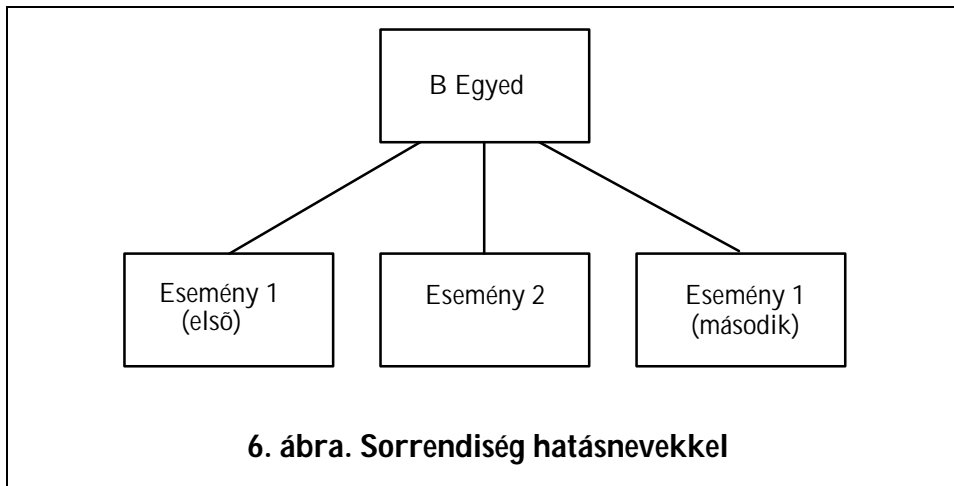 B Egyed
Esemény 1
(elsõ)
Esemény 2
Esemény 1
(második)
6. ábra. Sorrendiség hatásnevekkel